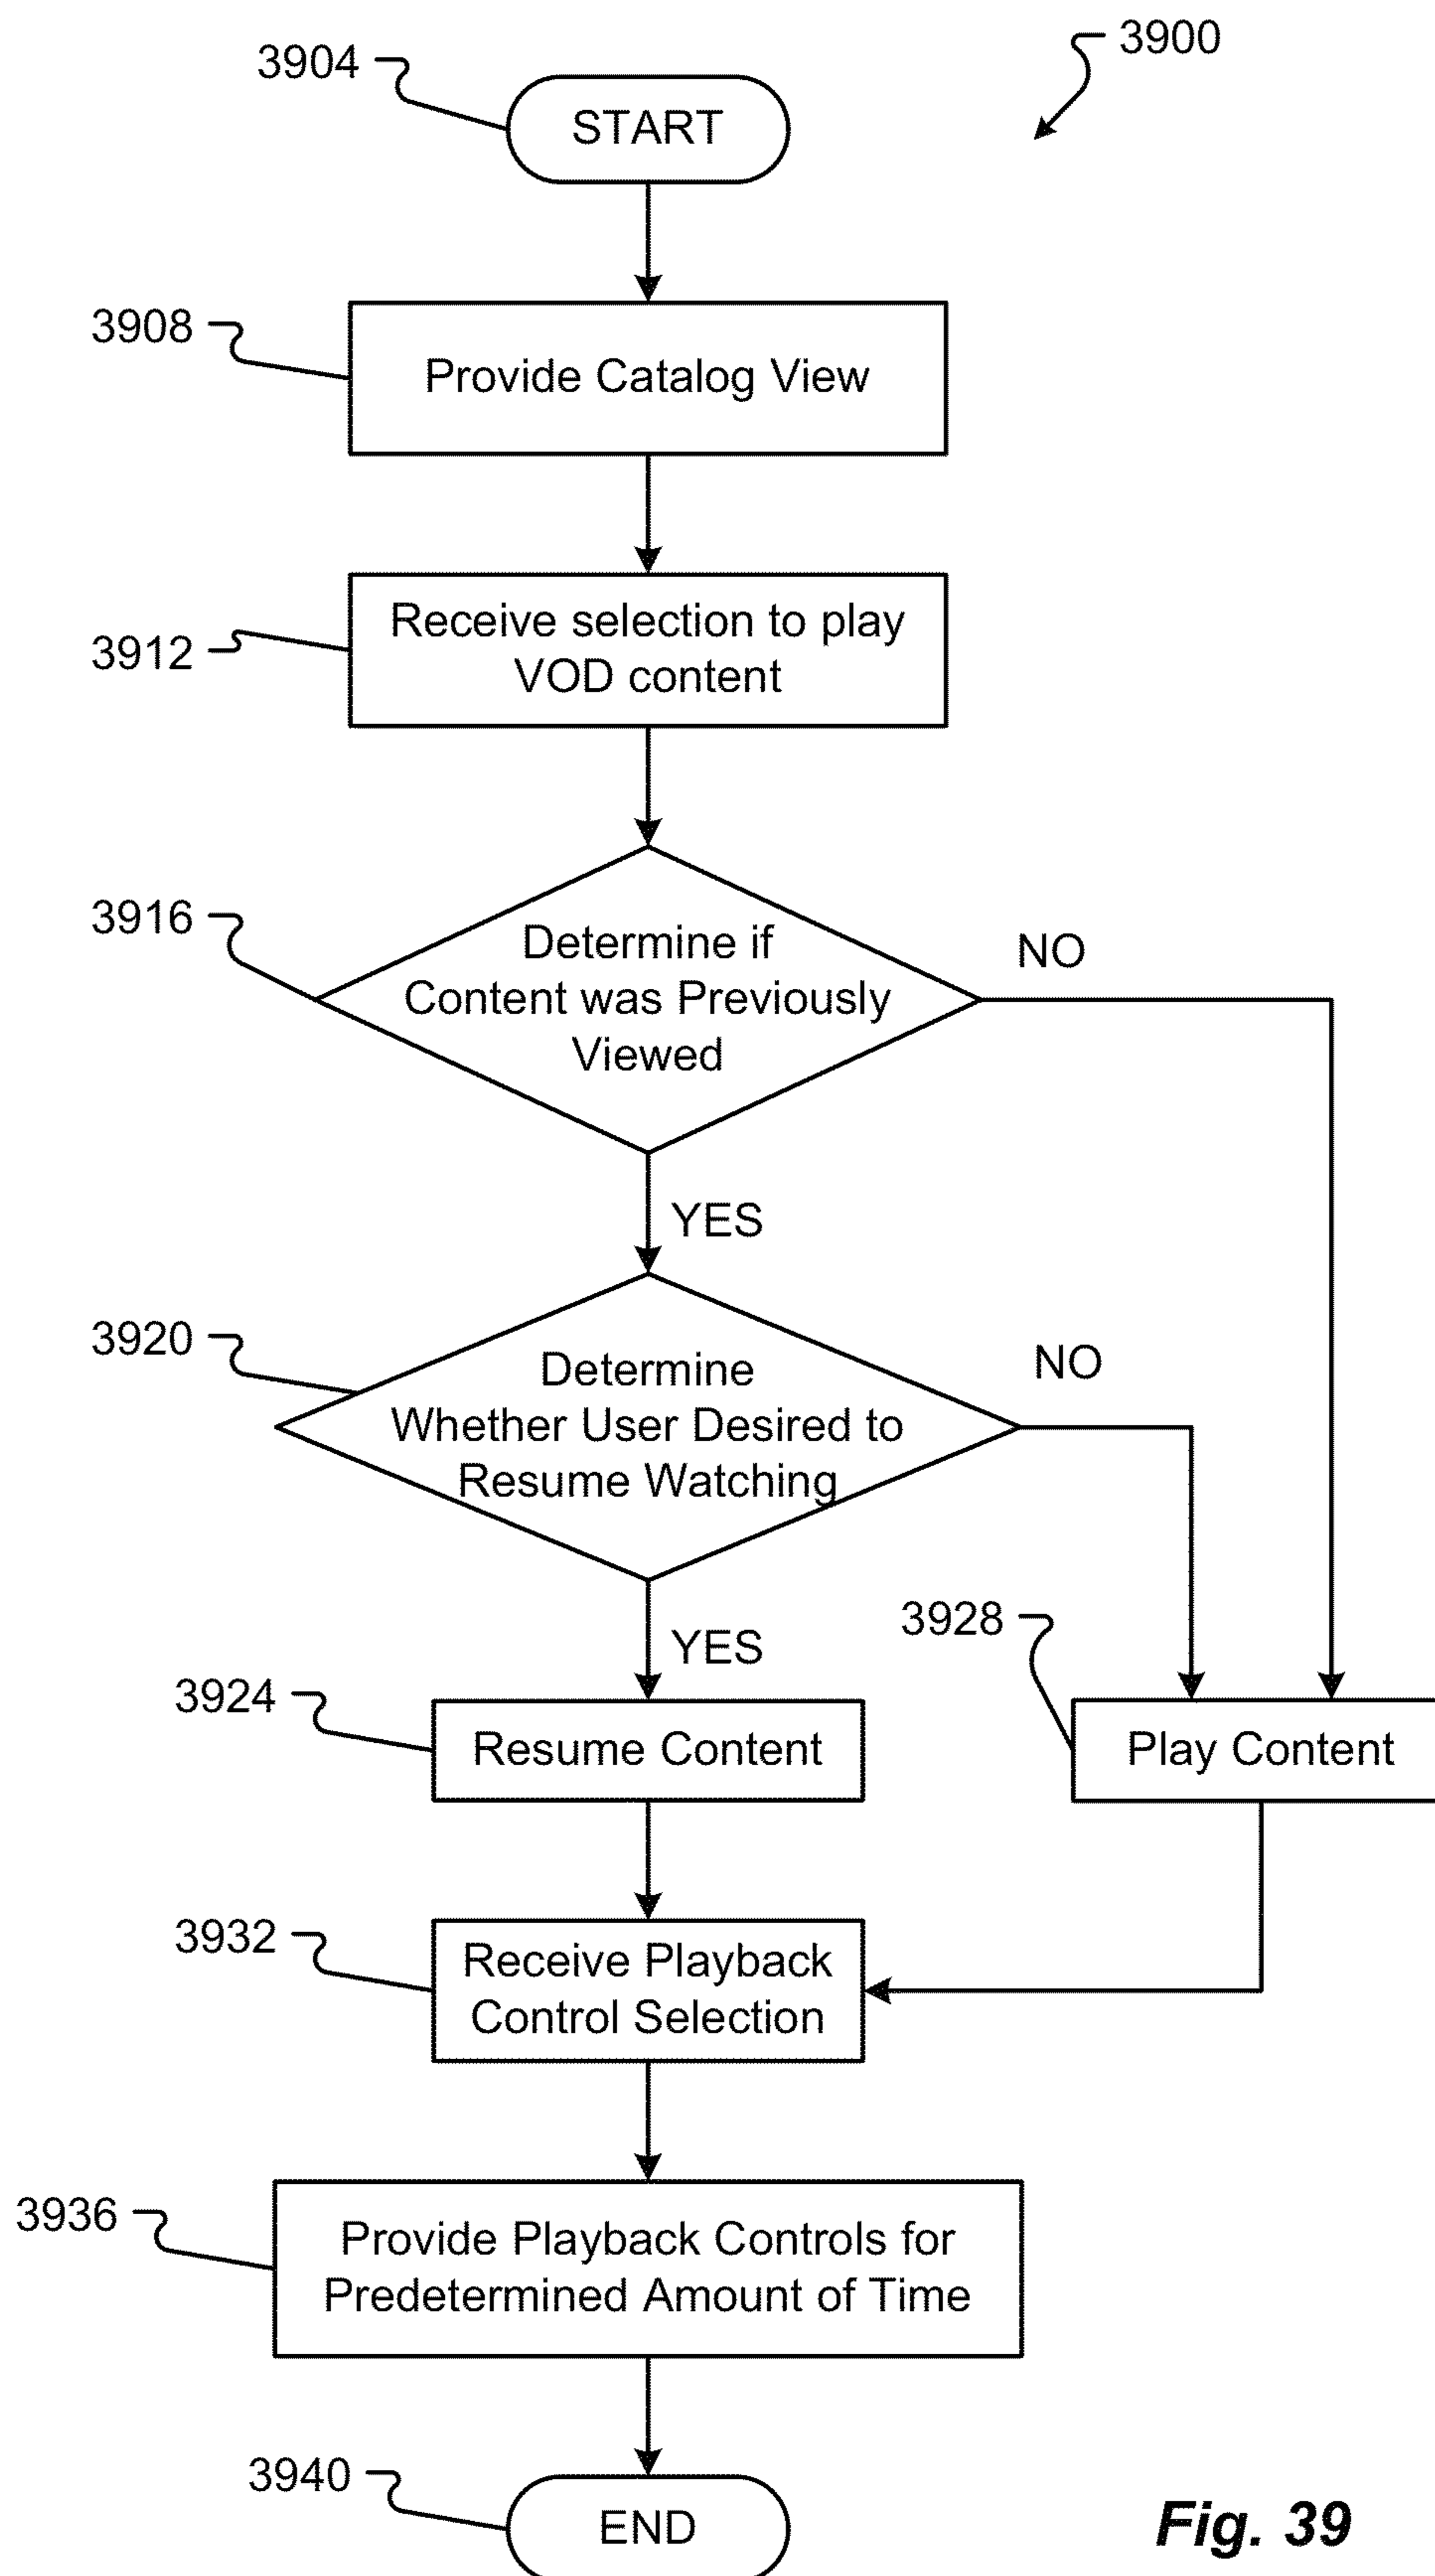 3900
3904
START
3908
Provide Catalog View
3912
Receive selection to play
VOD content
3916
Determine if
Content was Previously
Viewed
NO
YES
3920
Determine
Whether User Desired to
Resume Watching
NO
YES
3924
Resume Content
3928
Play Content
3932
Receive Playback
Control Selection
3936
Provide Playback Controls for
Predetermined Amount of Time
3940
END
Fig. 39